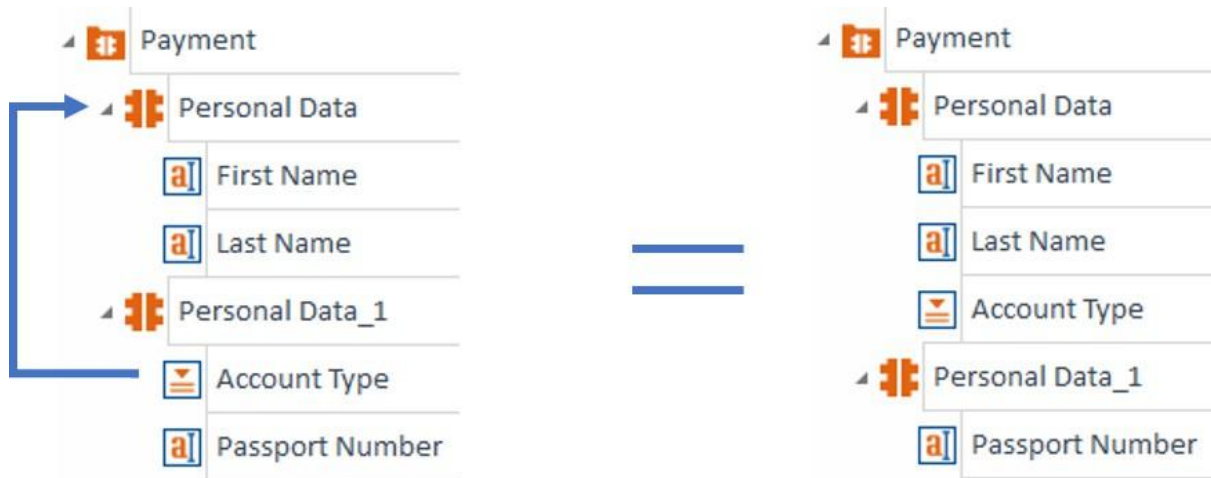 Payment
Personal Data
First Name
Last Name
Personal Data_1
Account Type
Passport Number
Payment
Personal Data
First Name
Last Name
Account Type
Personal Data_1
Passport Number